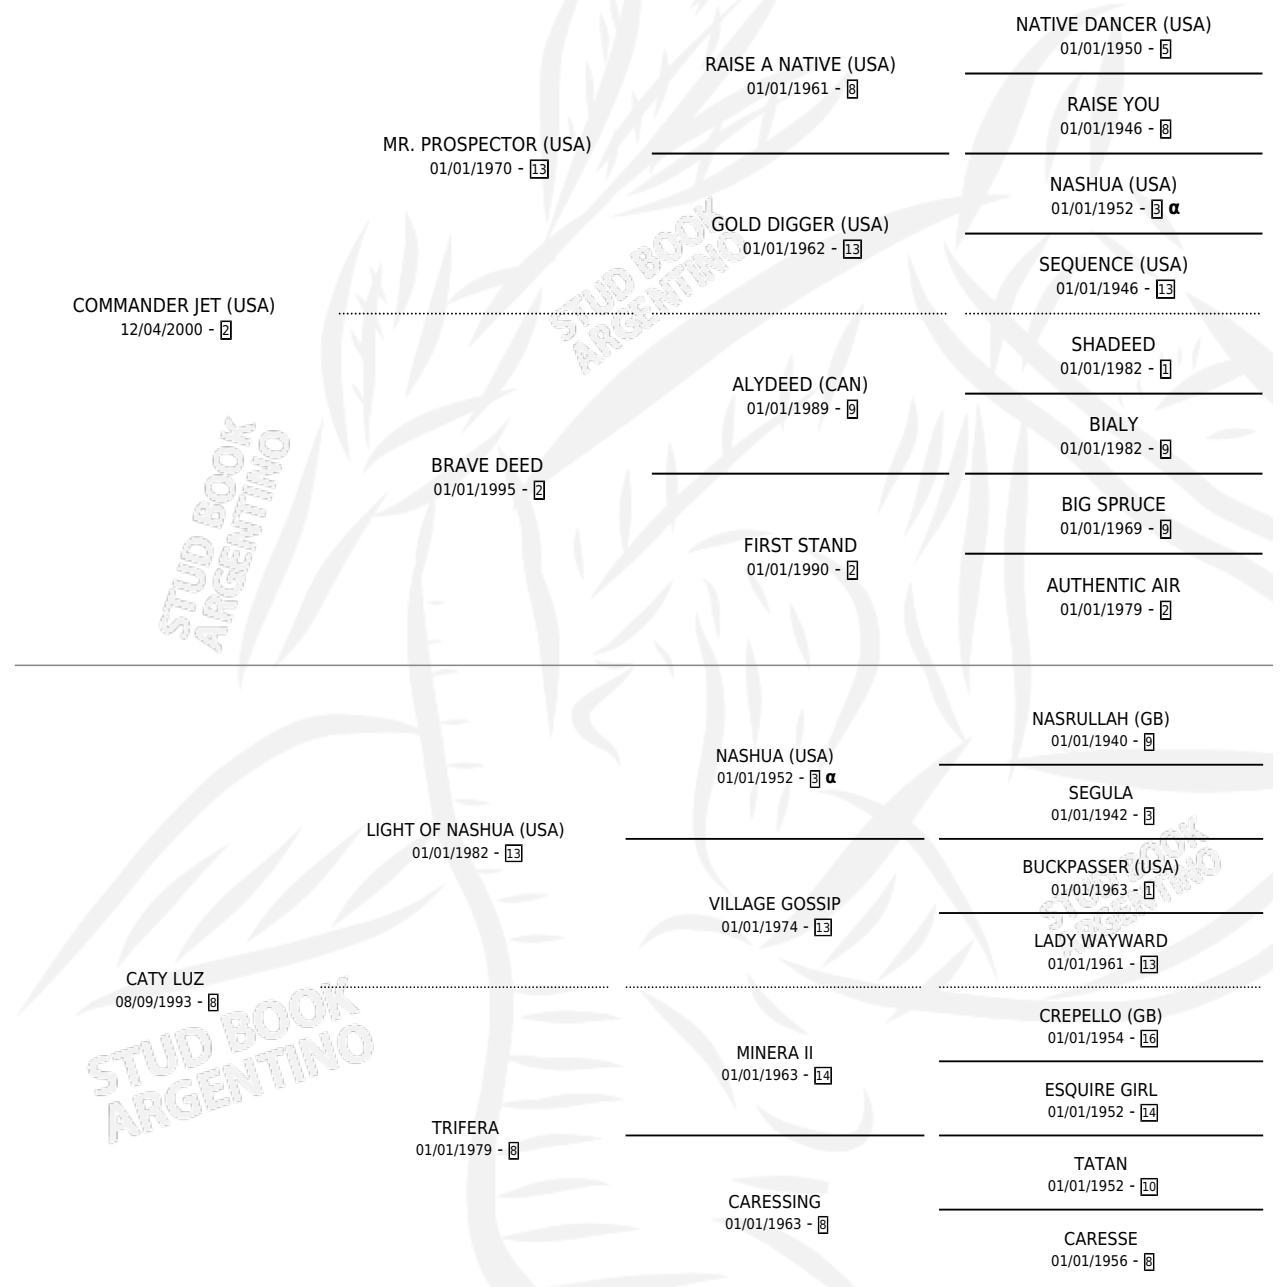 NATIVE DANCER (USA)
01/01/1950 - 5
RAISE A NATIVE (USA)
01/01/1961 - 8
RAISE YOU
01/01/1946 - 8
MR. PROSPECTOR (USA)
01/01/1970 - 13
NASHUA (USA)
01/01/1952 - 3 α
GOLD DIGGER (USA)
01/01/1962 - 13
SEQUENCE (USA)
01/01/1946 - 13
STUD BOOK
ARGENTINO
COMMANDER JET (USA)
12/04/2000 - 2
SHADEED
01/01/1982 - 1
ALYDEED (CAN)
01/01/1989 - 9
BIALY
01/01/1982 - 9
BRAVE DEED
01/01/1995 - 2
BIG SPRUCE
01/01/1969 - 9
FIRST STAND
01/01/1990 - 2
AUTHENTIC AIR
01/01/1979 - 2
STUD BOOK
ARGENTINO
NASRULLAH (GB)
01/01/1940 - 9
NASHUA (USA)
01/01/1952 - 3 α
SEGULA
01/01/1942 - 3
LIGHT OF NASHUA (USA)
01/01/1982 - 13
BUCKPASSER (USA)
01/01/1963 - 1
VILLAGE GOSSIP
01/01/1974 - 13
LADY WAYWARD
01/01/1961 - 13
STUD BOOK
ARGENTINO
CATY LUZ
08/09/1993 - 8
CREPELLO (GB)
01/01/1954 - 16
MINERA II
01/01/1963 - 14
ESQUIRE GIRL
01/01/1952 - 14
STUD BOOK
ARGENTINO
TRIFERA
01/01/1979 - 8
TATAN
01/01/1952 - 10
CARESSING
01/01/1963 - 8
CARESSE
01/01/1956 - 8